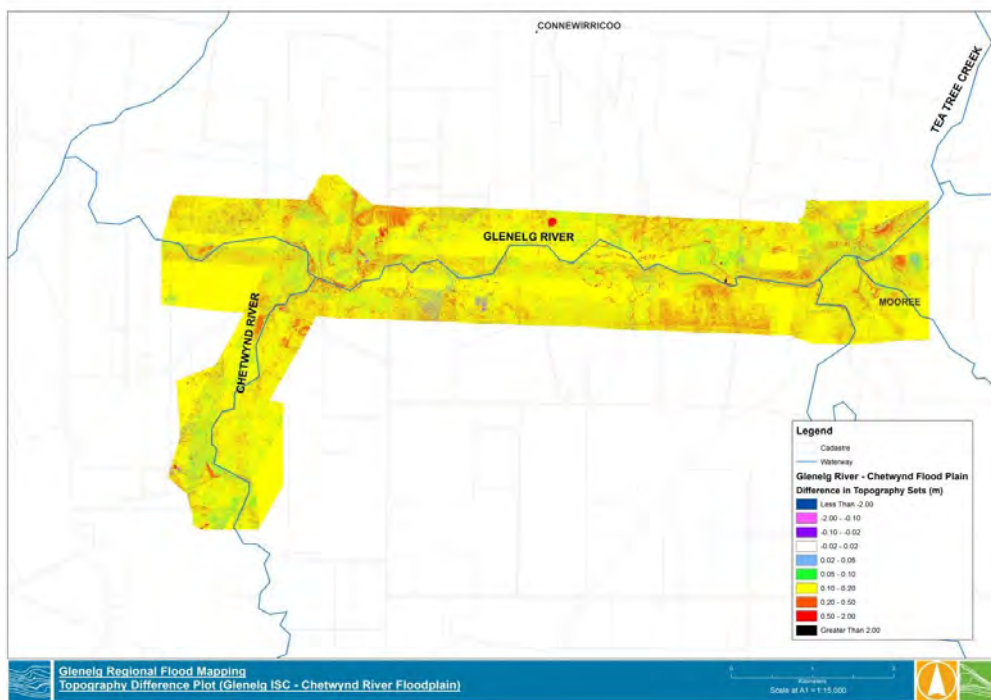 CONNEWIRRICOO
TEA TREE CREEK
GLENELG RIVER
MOOREE
CHETWYND RIVER
Legend
Cadastre
Waterway
Glenelg River - Chetwynd Flood Plain
Difference in Topography Sets (m)
Less Than -2.00
-2.00 - -0.10
-0.10 - -0.02
-0.02 - 0.02
0.02 - 0.05
0.05 - 0.10
0.10 - 0.20
0.20 - 0.50
0.50 - 2.00
Greater Than 2.00
Glenelg Regional Flood Mapping
Topography Difference Plot (Glenelg ISC - Chetwynd River Floodplain)
Kilometers
Scale at A1 = 1:15,000